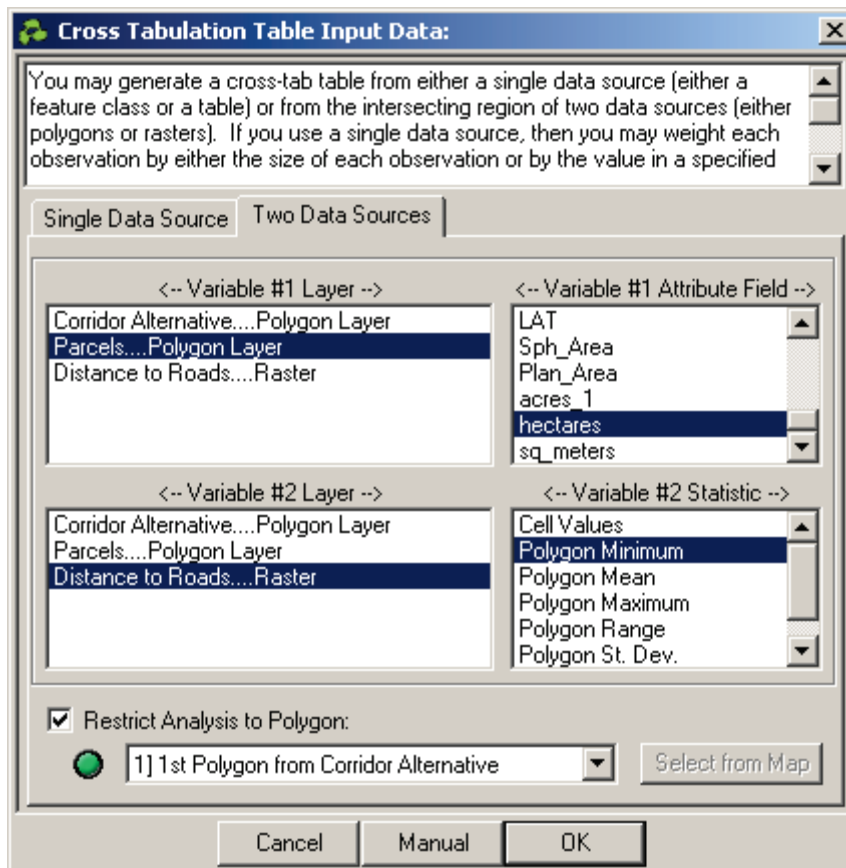 Cross Tabulation Table Input Data:
You may generate a cross-tab table from either a single data source (either a
feature class or a table) or from the intersecting region of two data sources (either
polygons or rasters).  If you use a single data source, then you may weight each
observation by either the size of each observation or by the value in a specified
Single Data Source
Two Data Sources
<-- Variable #1 Layer -->
Corridor Alternative....Polygon Layer
Parcels....Polygon Layer
Distance to Roads....Raster
<-- Variable #1 Attribute Field -->
LAT
Sph_Area
Plan_Area
acres_1
hectares
sq_meters
<-- Variable #2 Layer -->
Corridor Alternative....Polygon Layer
Parcels....Polygon Layer
Distance to Roads....Raster
<-- Variable #2 Statistic -->
Cell Values
Polygon Minimum
Polygon Mean
Polygon Maximum
Polygon Range
Polygon St. Dev.
Restrict Analysis to Polygon:
1] 1st Polygon from Corridor Alternative
Select from Map
Cancel
Manual
OK